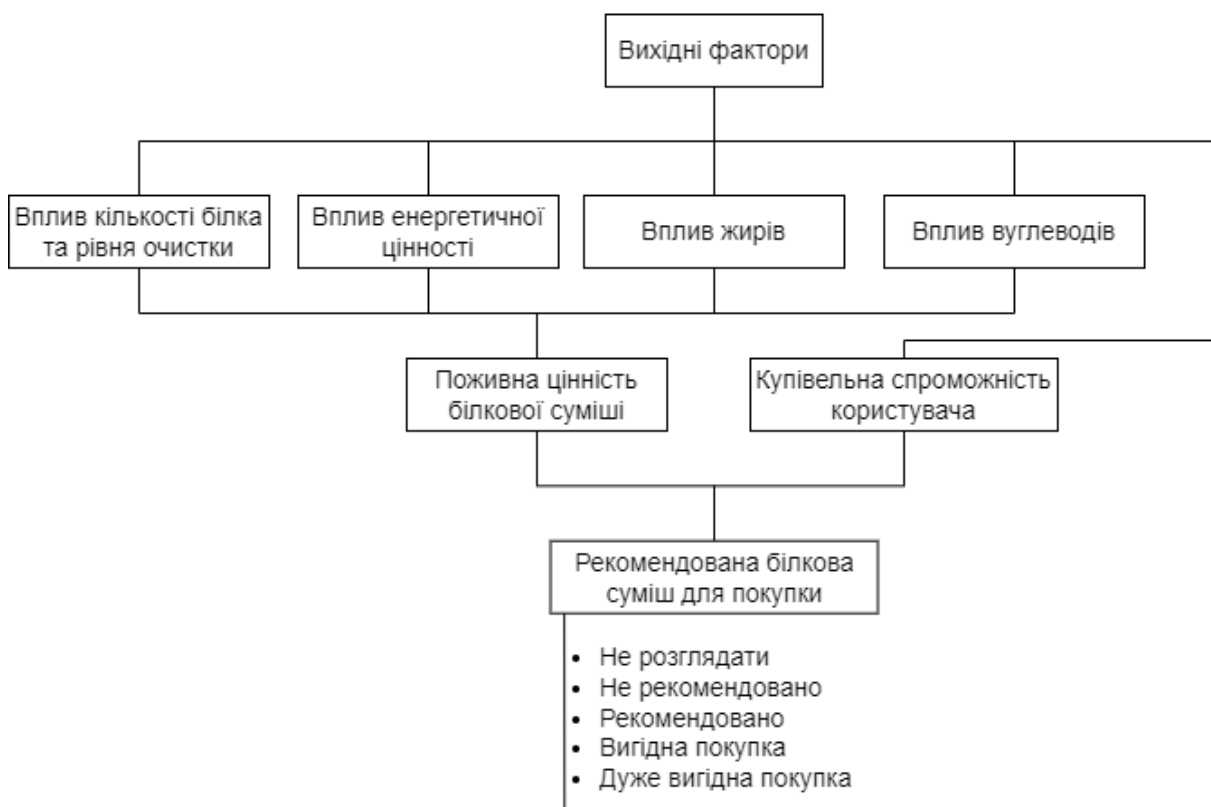 Вихідні фактори
Вплив кількості білка
та рівня очистки
Вплив енергетичної
цінності
Вплив жирів
Вплив вуглеводів
Поживна цінність
білкової суміші
Купівельна спроможність
користувача
Рекомендована білкова
суміш для покупки
• Не розглядати
• Не рекомендовано
• Рекомендовано
• Вигідна покупка
• Дуже вигідна покупка